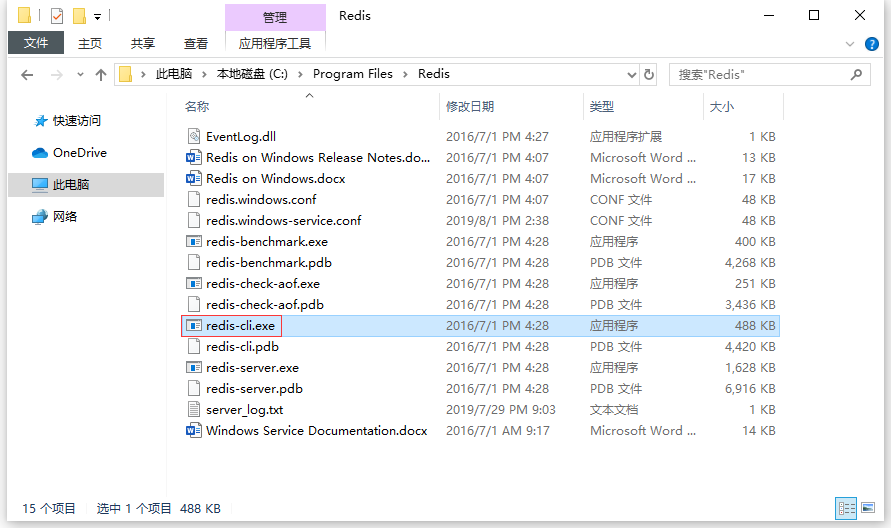 管理
Redis
文件 主页 共享 查看 应用程序工具
此电脑 本地磁盘 (C:) Program Files Redis
搜索"Redis"
快速访问
OneDrive
此电脑
网络
名称 修改日期 类型 大小
EventLog.dll 2016/7/1 PM 4:27 应用程序扩展 1 KB
Redis on Windows Release Notes.do... 2016/7/1 PM 4:07 Microsoft Word ... 13 KB
Redis on Windows.docx 2016/7/1 PM 4:07 Microsoft Word ... 17 KB
redis.windows.conf 2016/7/1 PM 4:07 CONF 文件 48 KB
redis.windows-service.conf 2019/8/1 PM 2:38 CONF 文件 48 KB
redis-benchmark.exe 2016/7/1 PM 4:28 应用程序 400 KB
redis-benchmark.pdb 2016/7/1 PM 4:28 PDB 文件 4,268 KB
redis-check-aof.exe 2016/7/1 PM 4:28 应用程序 251 KB
redis-check-aof.pdb 2016/7/1 PM 4:28 PDB 文件 3,436 KB
redis-cli.exe 2016/7/1 PM 4:28 应用程序 488 KB
redis-cli.pdb 2016/7/1 PM 4:28 PDB 文件 4,420 KB
redis-server.exe 2016/7/1 PM 4:28 应用程序 1,628 KB
redis-server.pdb 2016/7/1 PM 4:28 PDB 文件 6,916 KB
server_log.txt 2019/7/29 PM 9:03 文本文档 1 KB
Windows Service Documentation.docx 2016/7/1 AM 9:17 Microsoft Word ... 14 KB
15 个项目 选中 1 个项目 488 KB